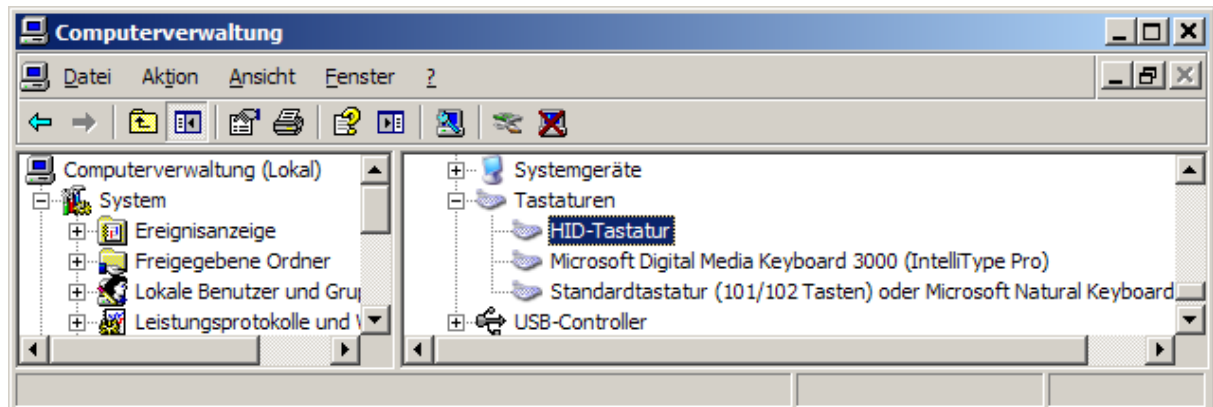 Computerverwaltung
Datei Aktion Ansicht Fenster ?
Computerverwaltung (Lokal)
System
Ereignisanzeige
Freigegebene Ordner
Lokale Benutzer und Gru
Leistungsprotokolle und
Systemgeräte
Tastaturen
HID-Tastatur
Microsoft Digital Media Keyboard 3000 (IntelliType Pro)
Standardtastatur (101/102 Tasten) oder Microsoft Natural Keyboard
USB-Controller